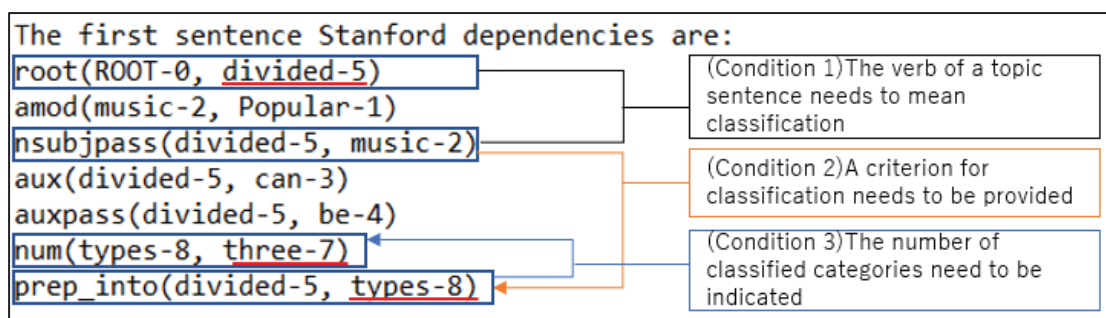 The first sentence Stanford dependencies are:
root(ROOT-0, divided-5)
amod(music-2, Popular-1)
nsubjpass(divided-5, music-2)
aux(divided-5, can-3)
auxpass(divided-5, be-4)
num(types-8, three-7)
prep_into(divided-5, types-8)
(Condition 1)The verb of a topic
sentence needs to mean
classification
(Condition 2)A criterion for
classification needs to be provided
(Condition 3)The number of
classified categories need to be
indicated